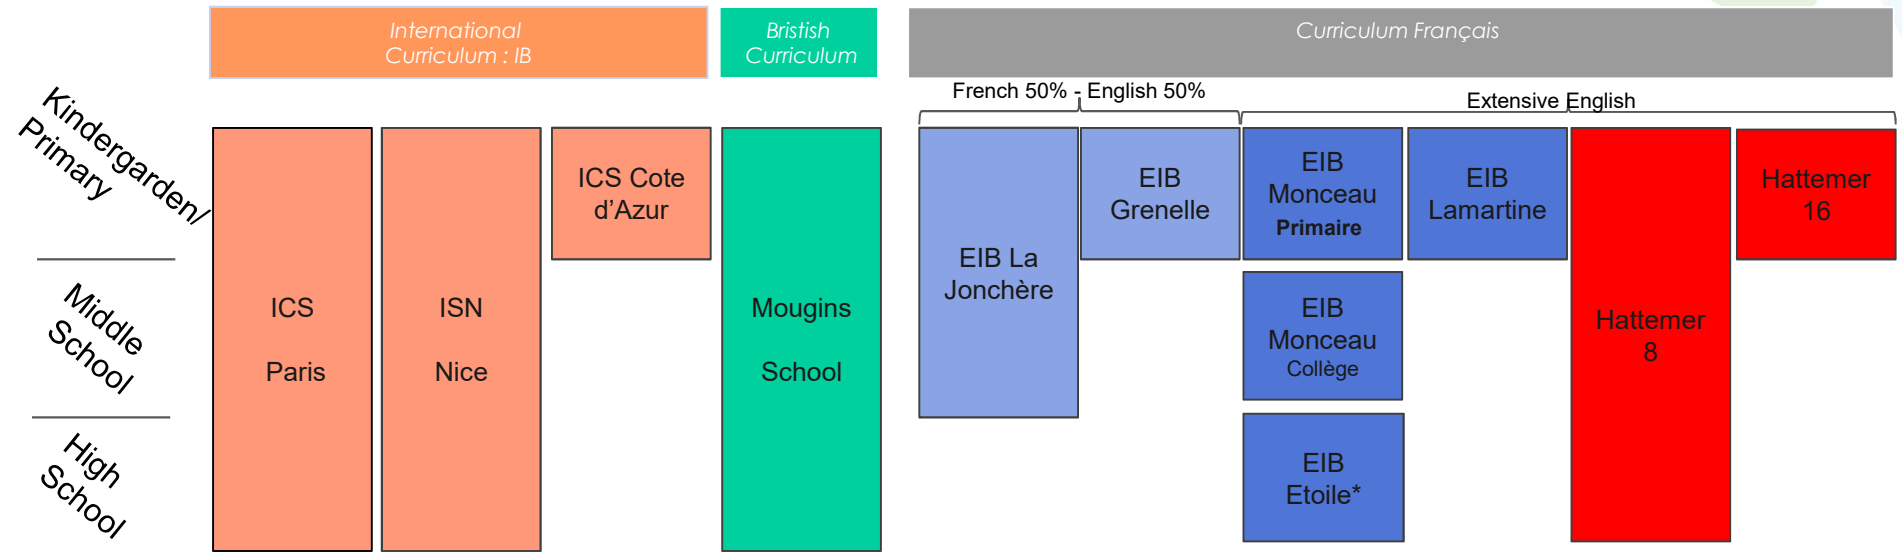 International
Curriculum : IB
Bristish
Curriculum
Curriculum Français
French 50% - English 50%
Extensive English
Kindergarden/
Primary
ICS Cote
d’Azur
EIB
Grenelle
EIB
Monceau
Primaire
EIB
Lamartine
Hattemer
16
Middle
School
ICS
Paris
ISN
Nice
Mougins
School
EIB La
Jonchère
EIB
Monceau
Collège
Hattemer
8
High
School
EIB
Etoile*